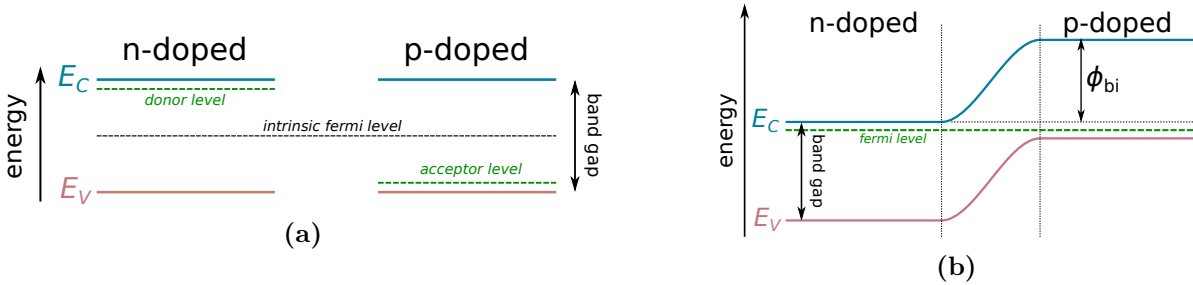 n-doped
p-doped
energy
E_C
donor level
intrinsic fermi level
band gap
acceptor level
E_V
(a)
n-doped
p-doped
energy
ϕ_bi
E_C
fermi level
band gap
E_V
(b)